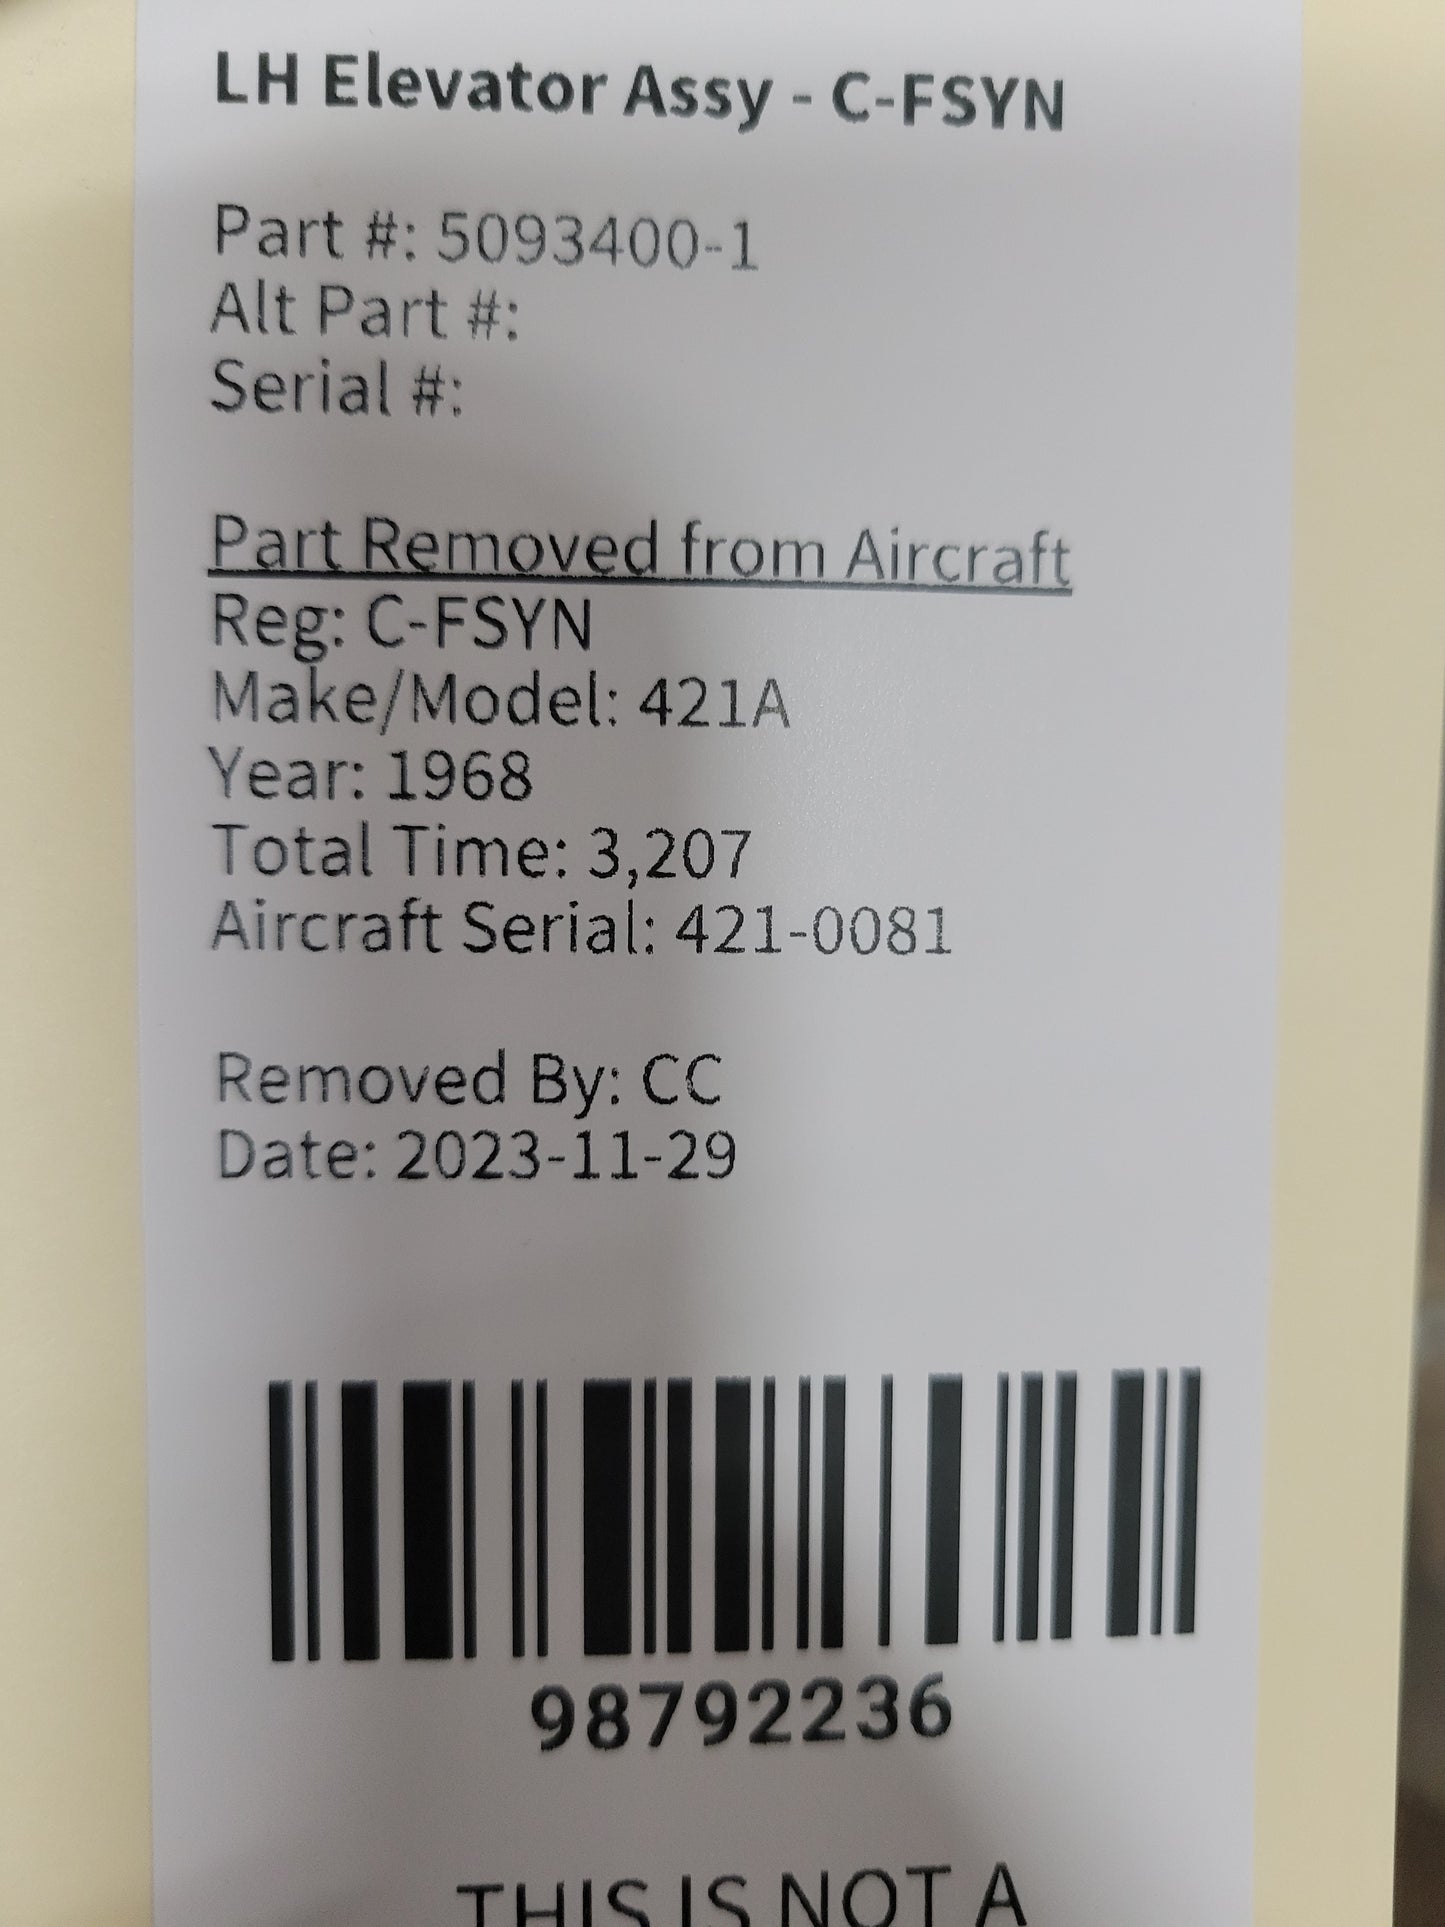 LH Elevator Assy - C-FSYN
Part #: 5093400-1
Alt Part #:
Serial #:
Part Removed from Aircraft
Reg: C-FSYN
Make/Model: 421A
Year: 1968
Total Time: 3,207
Aircraft Serial: 421-0081
Removed By: CC
Date: 2023-11-29
98792236
THIS IS NOT A